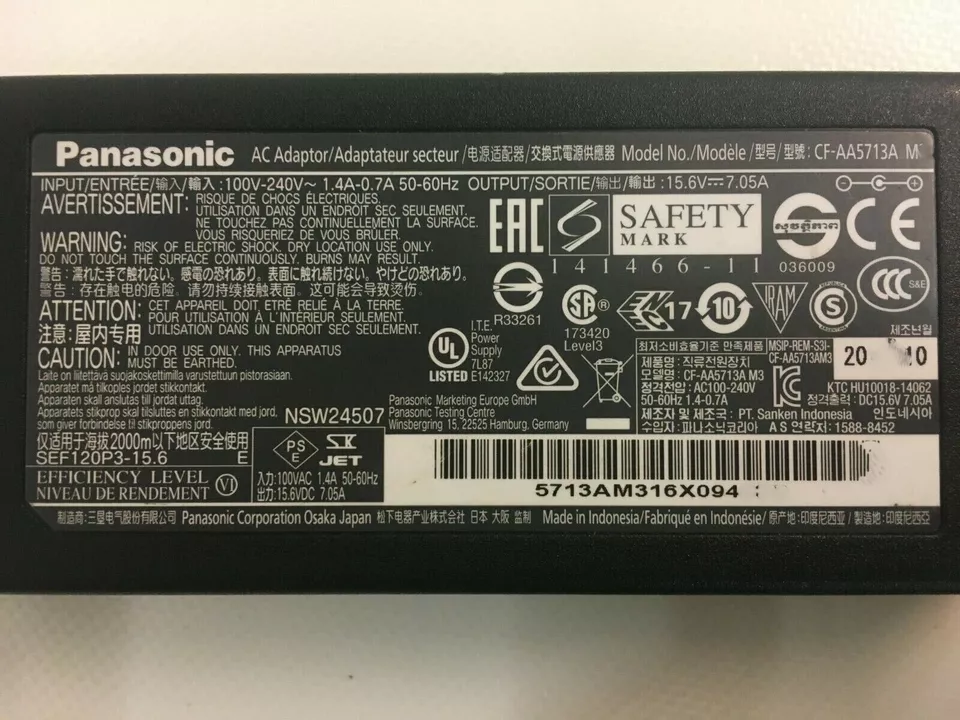 Panasonic AC Adaptor/Adaptateur secteur/电源适配器/交換式電源供應器 Model No./Modèle/型号/型號: CF-AA5713A M
INPUT/ENTRÉE/输入/輸入:100V-240V~ 1.4A-0.7A 50-60Hz OUTPUT/SORTIE/输出/輸出:15.6V⎓7.05A
AVERTISSEMENT: RISQUE DE CHOCS ÉLECTRIQUES.
UTILISATION DANS UN ENDROIT SEC SEULEMENT.
NE TOUCHEZ PAS CONTINUELLEMENT LA SURFACE.
VOUS RISQUERIEZ DE VOUS BRÛLER.
WARNING: RISK OF ELECTRIC SHOCK. DRY LOCATION USE ONLY.
DO NOT TOUCH THE SURFACE CONTINUOUSLY. BURNS MAY RESULT.
警告:濡れた手で触れない。感電の恐れあり。表面に触れ続けない。やけどの恐れあり。
警告:存在触电的危险。请勿持续接触表面。这可能会导致烫伤。
ATTENTION: CET APPAREIL DOIT ETRE RELIÉ À LA TERRE.
POUR UTILISATION À L'INTÉRIEUR SEULEMENT.
注意:屋内专用 UTILISATION DANS UN ENDROIT SEC SEULEMENT.
CAUTION: IN DOOR USE ONLY. THIS APPARATUS
MUST BE EARTHED.
Laite on liitettävä suojakoskettimilla varustettuun pistorasiaan.
Apparatet må tilkoples jordet stikkontakt.
Apparaten skall anslutas till jordat uttag.
Apparatets stikprop skal tilsluttes en stikkontakt med jord.
som giver forbindelse til stikproppens jord.
NSW24507
仅适用于海拔2000m以下地区安全使用
SEF120P3-15.6 E
EFFICIENCY LEVEL
NIVEAU DE RENDEMENT VI
PS
E
JET
入力:100VAC 1.4A 50-60Hz
出力:15.6VDC 7.05A
EAC
SAFETY
MARK
141466-11
036009
CE
R33261
SA
173420
Level3
17
10
IRAM
S
CCC S&E
UL
LISTED
I.T.E.
Power
Supply
7L87
E142327
Panasonic Marketing Europe GmbH
Panasonic Testing Centre
Winsbergring 15, 22525 Hamburg, Germany
제조년월
20 10
최저소비효율기준 만족제품
MSIP-REM-S3I-
CF-AA5713AM3
제품명:직류전원장치
모델명:CF-AA5713A M3
정격전압:AC100-240V
50-60Hz 1.4-0.7A
KTC HU10018-14062
정격출력:DC15.6V 7.05A
제조자 및 제조국:PT. Sanken Indonesia 인도네시아
수입자:파나소닉코리아 A S 연락처:1588-8452
5713AM316X094
制造商:三垦电气股份有限公司 Panasonic Corporation Osaka Japan 松下电器产业株式会社 日本 大阪 监制 Made in Indonesia/Fabriqué en Indonésie/原产地:印度尼西亚/製造地:印度尼西亞